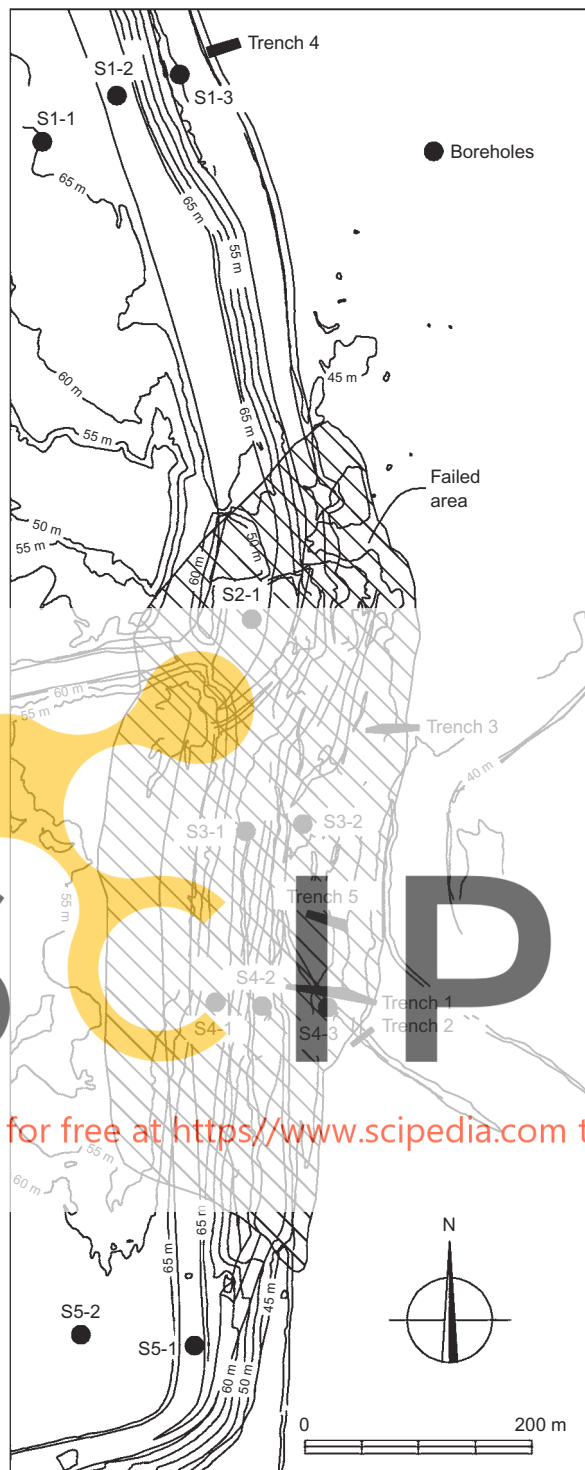 Trench 4
S1-2
S1-3
S1-1
Boreholes
65 m
65 m
55 m
60 m
45 m
65 m
55 m
Failed
area
50 m
50 m
55 m
60 m
S2-1
60 m
55 m
Trench 3
40 m
S3-1
S3-2
55 m
Trench 5
S4-2
Trench 1
S4-1
S4-3
Trench 2
SCIP
for free at https//www.scipedia.com t
55 m
60 m
65 m
65 m
N
45 m
S5-2
S5-1
60 m
50 m
0
200 m